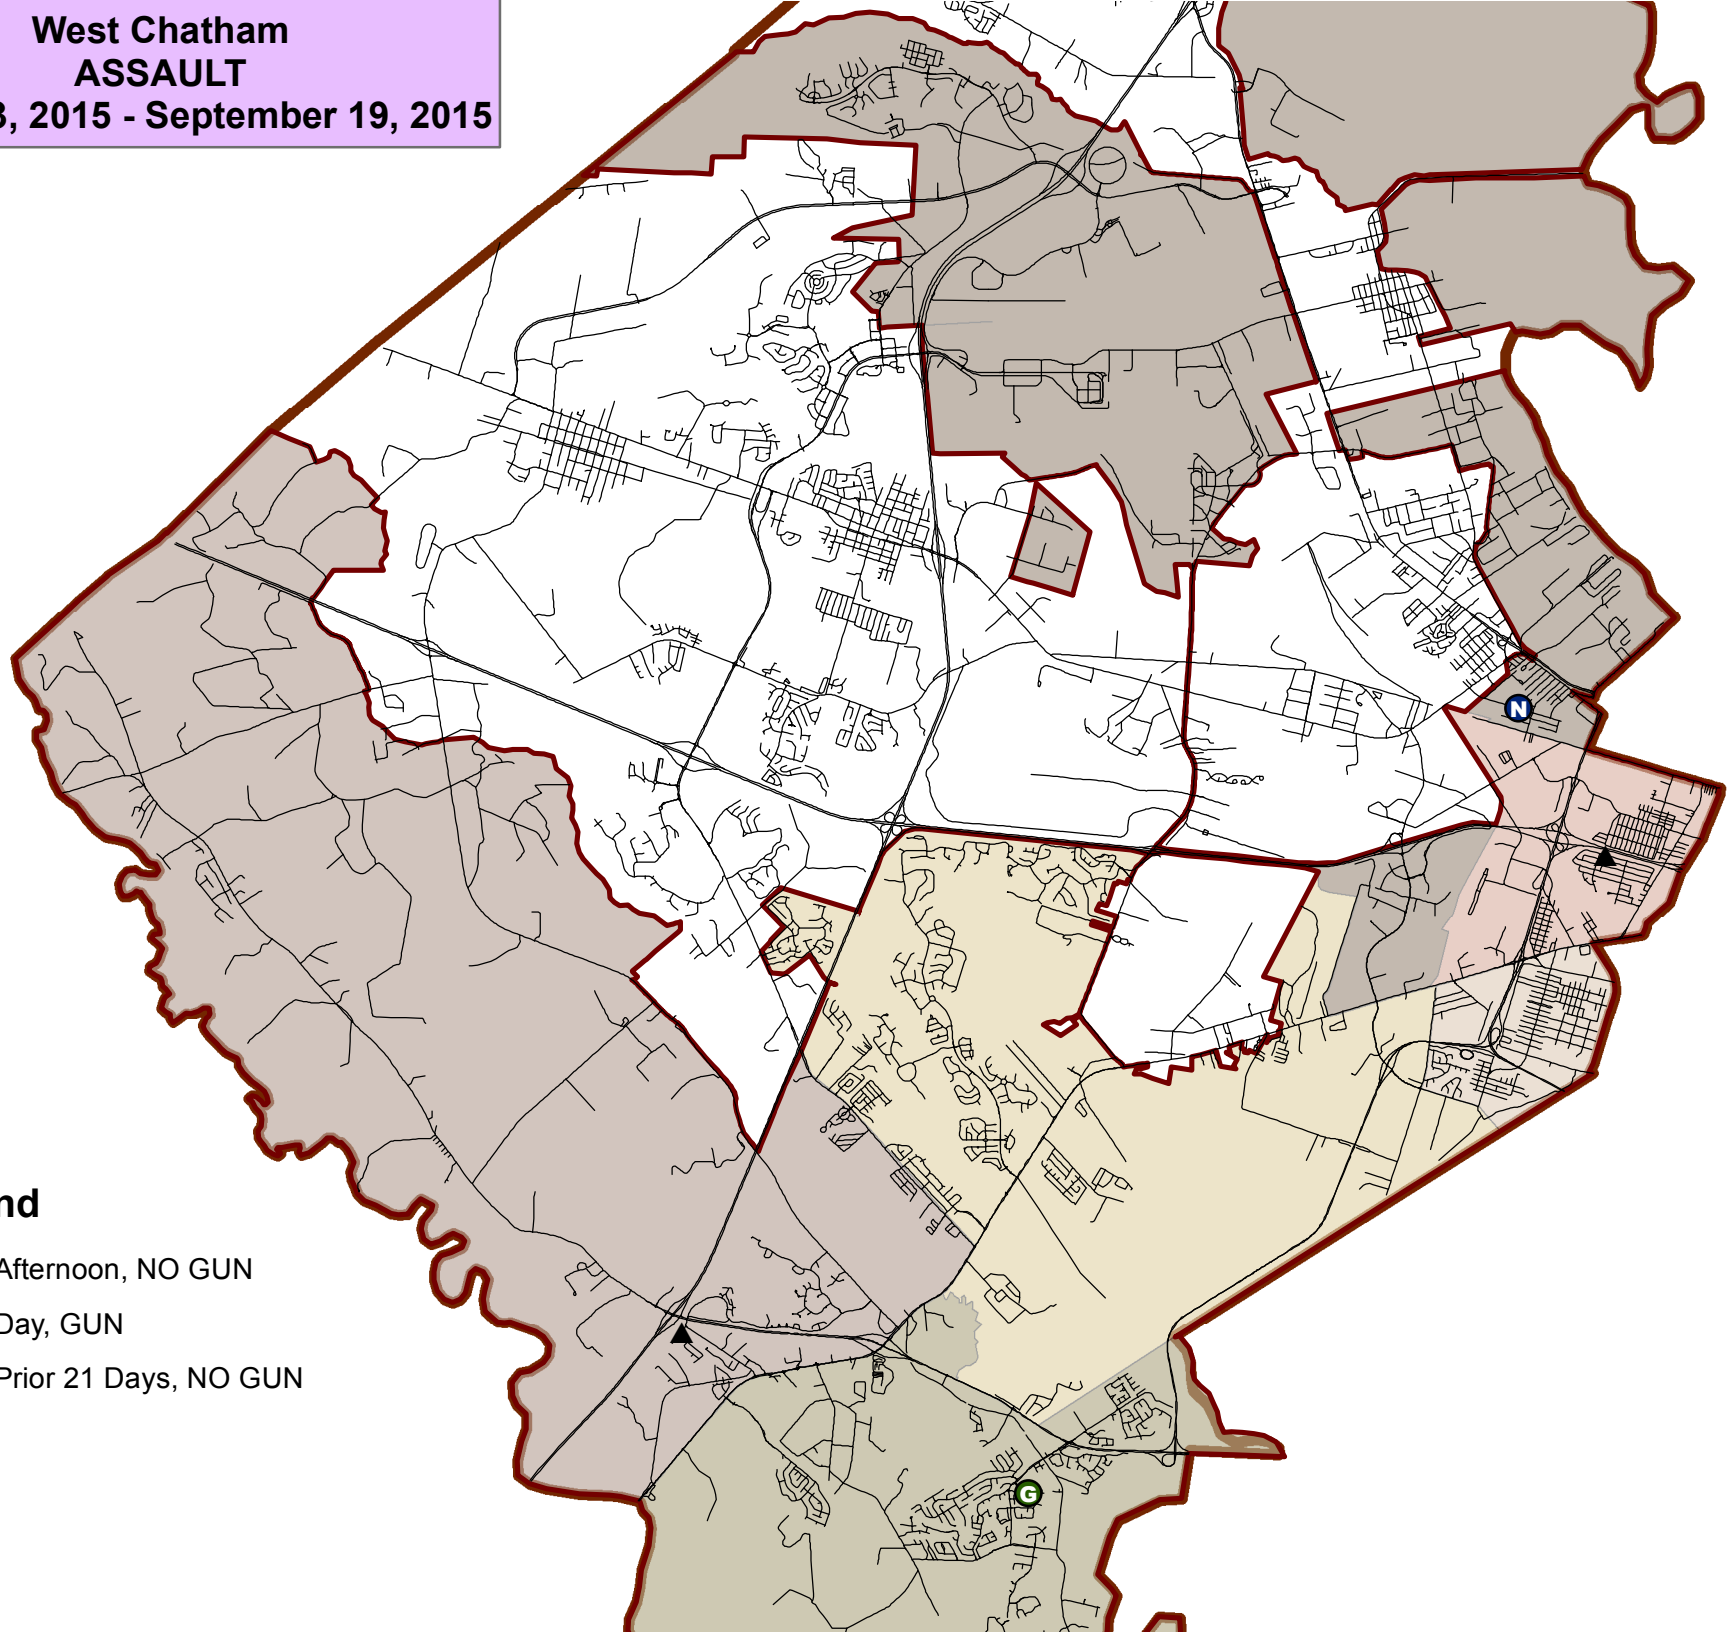 West Chatham
ASSAULT
, 2015 - September 19, 2015
nd
Afternoon, NO GUN
Day, GUN
Prior 21 Days, NO GUN
N
G